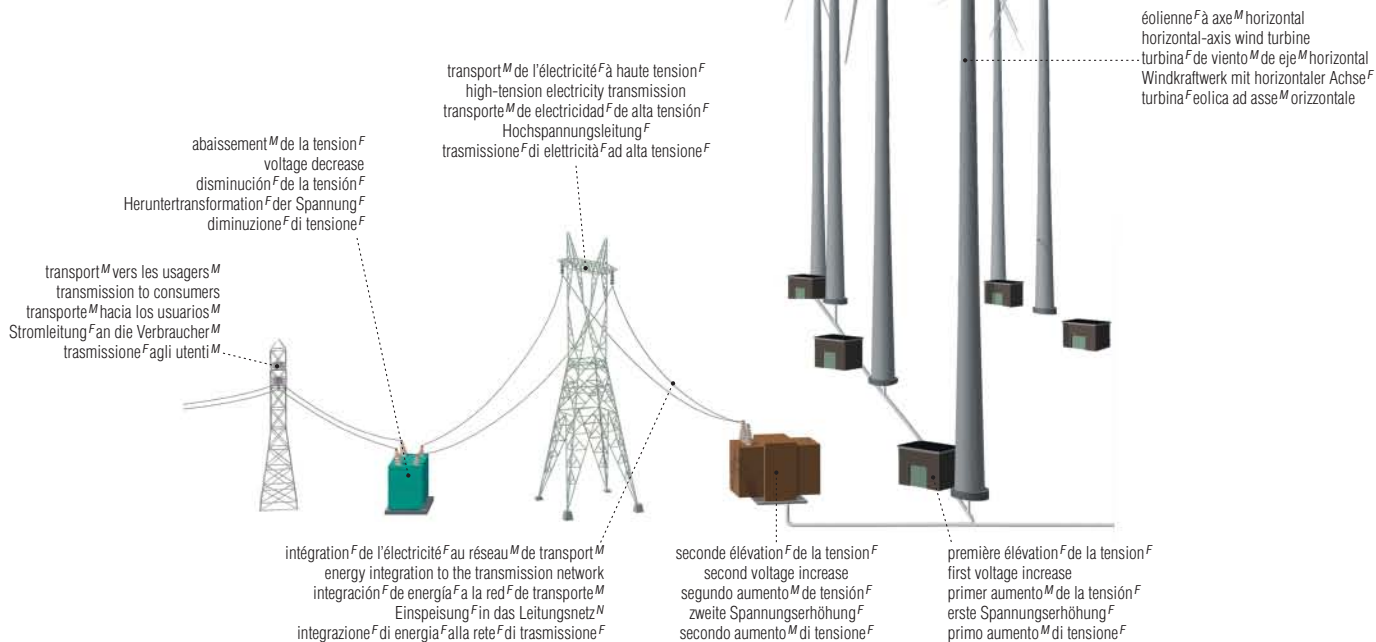 éolienne F à axe M horizontal
horizontal-axis wind turbine
turbina F de viento M de eje M horizontal
Windkraftwerk mit horizontaler Achse F
turbina F eolica ad asse M orizzontale
transport M de l'électricité F à haute tension F
high-tension electricity transmission
transporte M de electricidad F de alta tensión F
Hochspannungsleitung F
trasmissione F di elettricità F ad alta tensione F
abaissement M de la tension F
voltage decrease
disminución F de la tensión F
Heruntertransformation F der Spannung F
diminuzione F di tensione F
transport M vers les usagers M
transmission to consumers
transporte M hacia los usuarios M
Stromleitung F an die Verbraucher M
trasmissione F agli utenti M
intégration F de l'électricité F au réseau M de transport M
energy integration to the transmission network
integración F de energía F a la red F de transporte M
Einspeisung F in das Leitungsnetz N
integrazione F di energia F alla rete F di trasmissione F
seconde élévation F de la tension F
second voltage increase
segundo aumento M de tensión F
zweite Spannungserhöhung F
secondo aumento M di tensione F
première élévation F de la tension F
first voltage increase
primer aumento M de la tensión F
erste Spannungserhöhung F
primo aumento M di tensione F